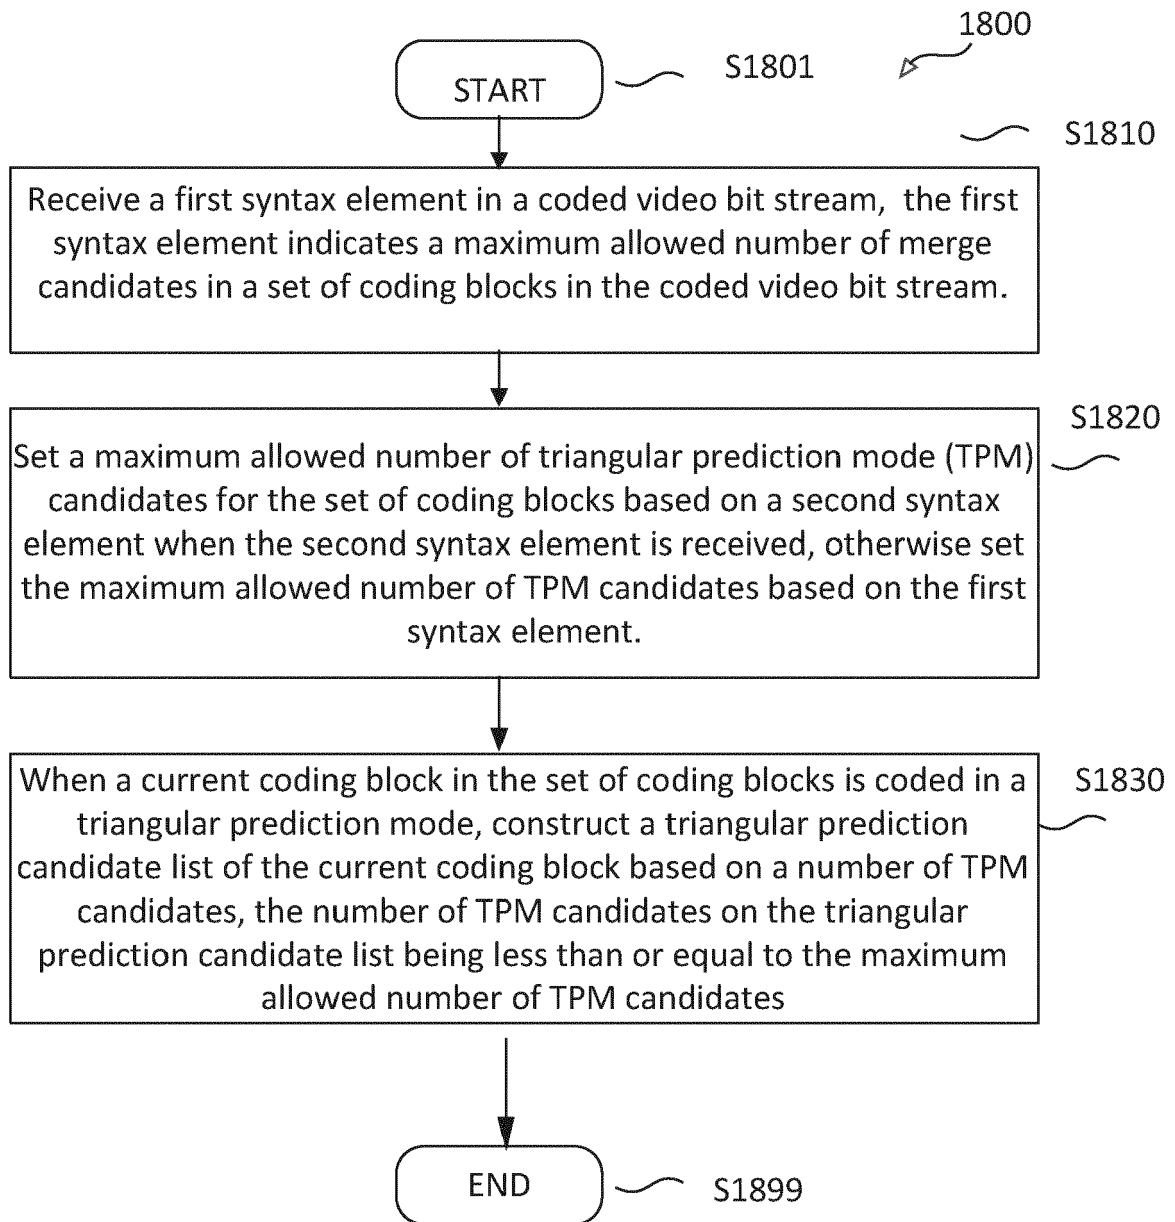 1800
START
S1801
S1810
Receive a first syntax element in a coded video bit stream, the first
syntax element indicates a maximum allowed number of merge
candidates in a set of coding blocks in the coded video bit stream.
S1820
Set a maximum allowed number of triangular prediction mode (TPM)
candidates for the set of coding blocks based on a second syntax
element when the second syntax element is received, otherwise set
the maximum allowed number of TPM candidates based on the first
syntax element.
S1830
When a current coding block in the set of coding blocks is coded in a
triangular prediction mode, construct a triangular prediction
candidate list of the current coding block based on a number of TPM
candidates, the number of TPM candidates on the triangular
prediction candidate list being less than or equal to the maximum
allowed number of TPM candidates
END
S1899